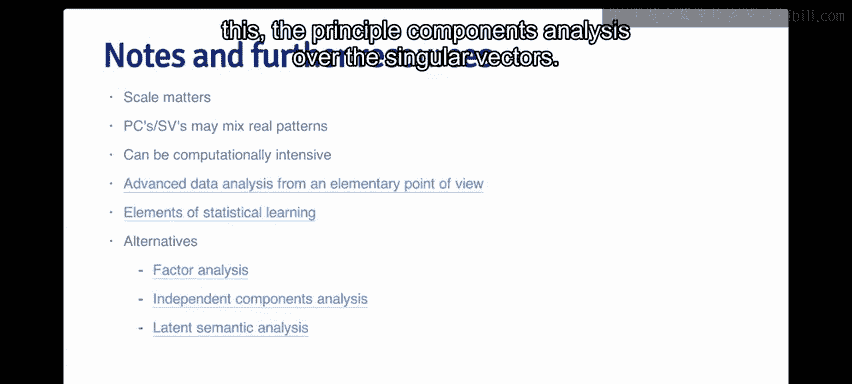 this, the principle components analysis
over the singular vectors.
Notes and further resources
· Scale matters
· PC's/SV's may mix real patterns
· Can be computationally intensive
· Advanced data analysis from an elementary point of view
· Elements of statistical learning
· Alternatives
- Factor analysis
- Independent components analysis
- Latent semantic analysis